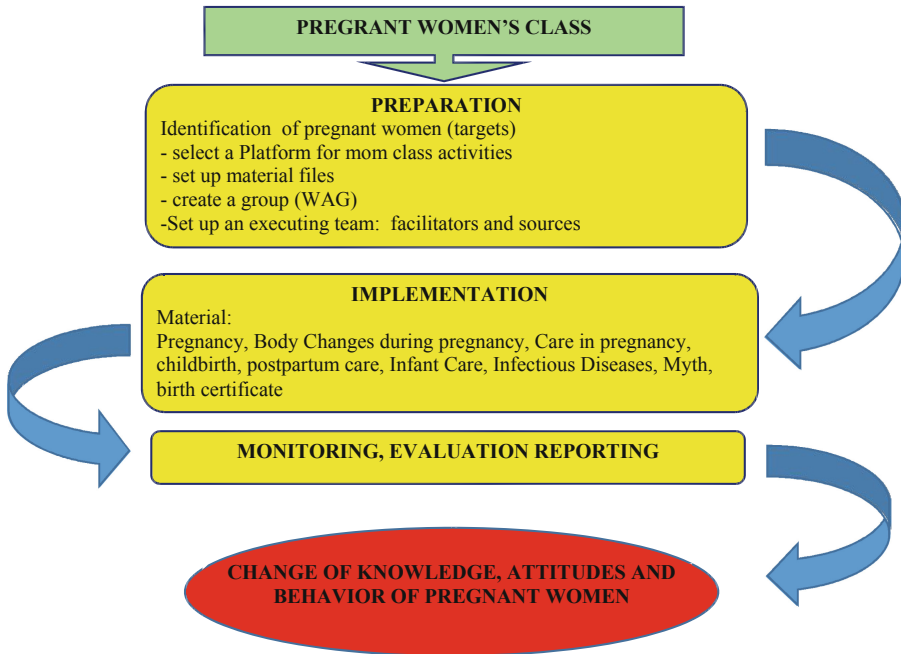 PREGRANT WOMEN'S CLASS
PREPARATION
Identification of pregnant women (targets)
- select a Platform for mom class activities
- set up material files
- create a group (WAG)
-Set up an executing team: facilitators and sources
IMPLEMENTATION
Material:
Pregnancy, Body Changes during pregnancy, Care in pregnancy,
childbirth, postpartum care, Infant Care, Infectious Diseases, Myth,
birth certificate
MONITORING, EVALUATION REPORTING
CHANGE OF KNOWLEDGE, ATTITUDES AND
BEHAVIOR OF PREGNANT WOMEN